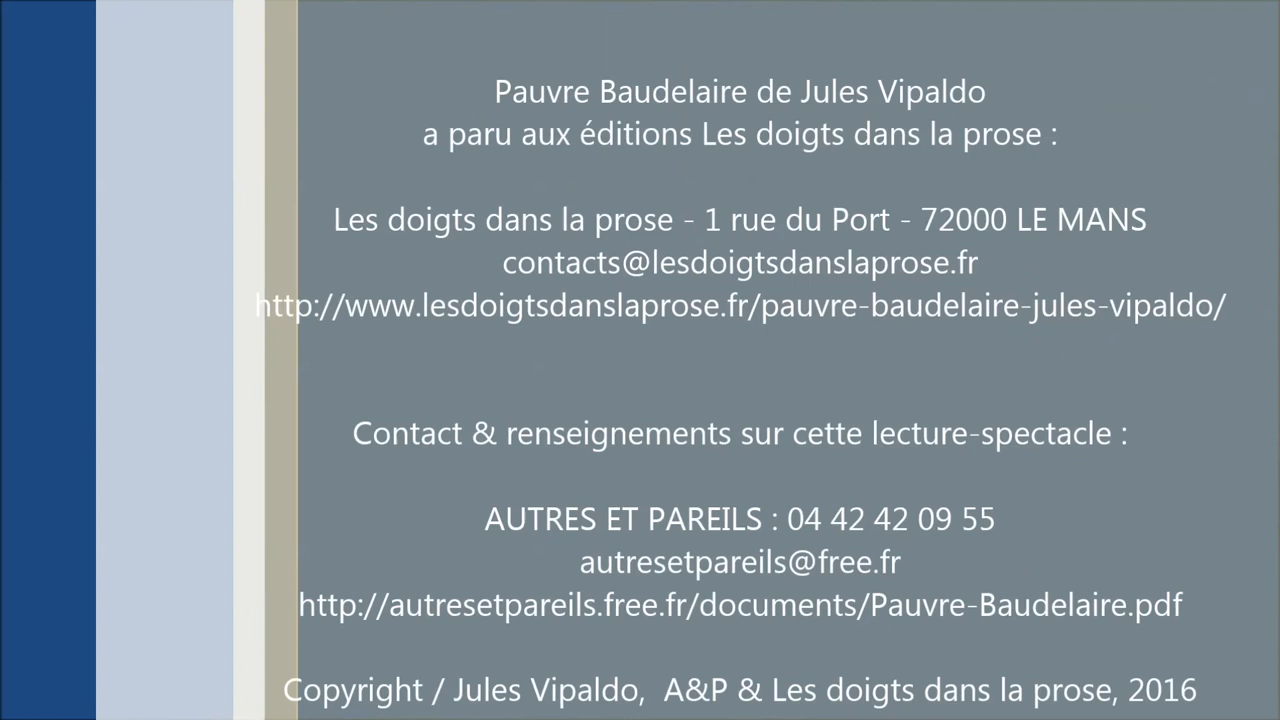 Pauvre Baudelaire de Jules Vipaldo
a paru aux éditions Les doigts dans la prose :
Les doigts dans la prose - 1 rue du Port - 72000 LE MANS
contacts@lesdoigtsdanslaprose.fr
http://www.lesdoigtsdanslaprose.fr/pauvre-baudelaire-jules-vipaldo/
Contact & renseignements sur cette lecture-spectacle :
AUTRES ET PAREILS : 04 42 42 09 55
autresetpareils@free.fr
http://autresetpareils.free.fr/documents/Pauvre-Baudelaire.pdf
Copyright / Jules Vipaldo,  A&P & Les doigts dans la prose, 2016